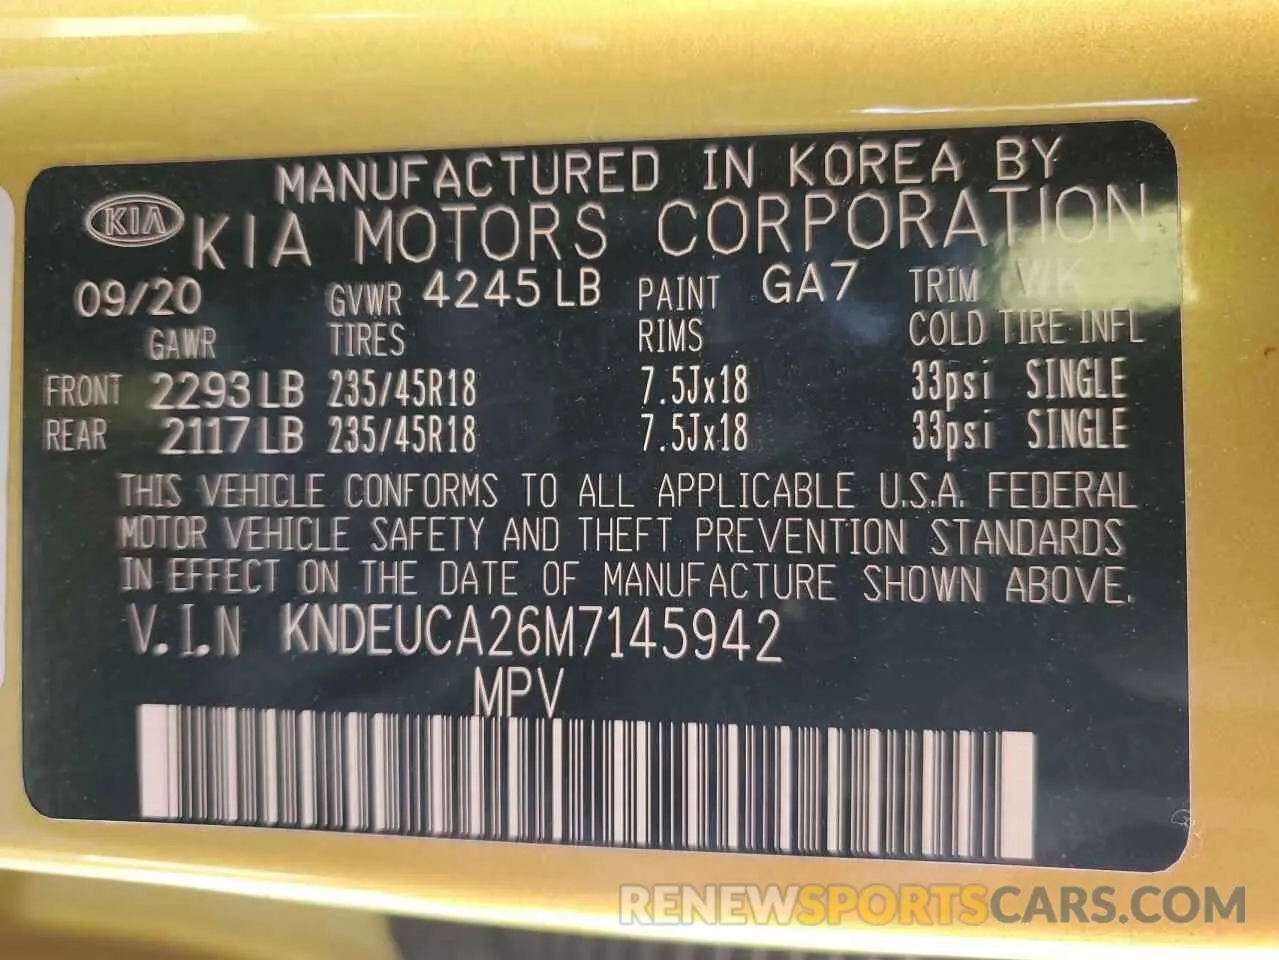 MANUFACTURED IN KOREA BY
KIA KIA MOTORS CORPORATION
09/20 GVWR 4245 LB PAINT GA7 TRIM WK
GAWR TIRES RIMS COLD TIRE INFL
FRONT 2293 LB 235/45R18 7.5Jx18 33psi SINGLE
REAR 2117 LB 235/45R18 7.5Jx18 33psi SINGLE
THIS VEHICLE CONFORMS TO ALL APPLICABLE U.S.A. FEDERAL
MOTOR VEHICLE SAFETY AND THEFT PREVENTION STANDARDS
IN EFFECT ON THE DATE OF MANUFACTURE SHOWN ABOVE.
V.I.N KNDEUCA26M7145942
MPV
RENEWSPORTSCARS.COM